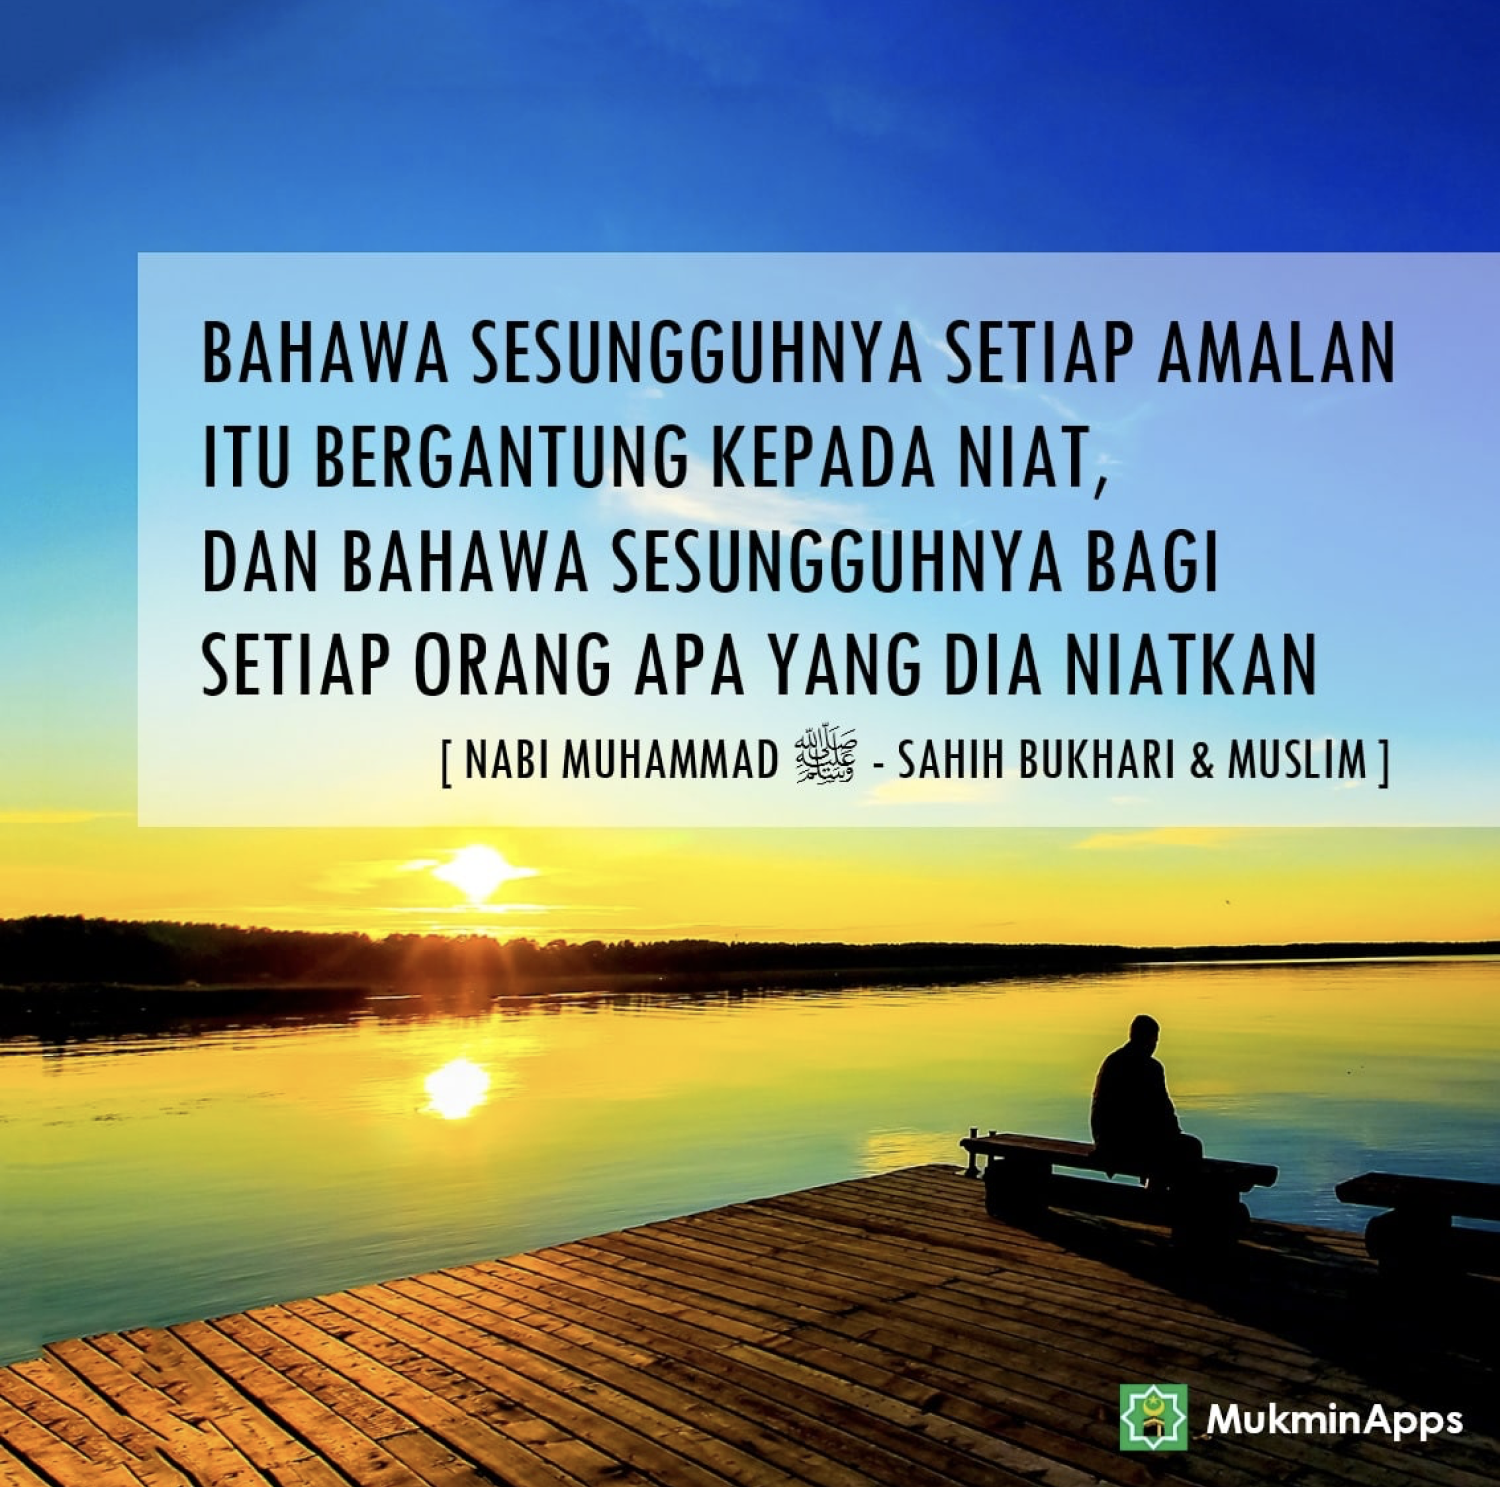 BAHAWA SESUNGGUHNYA SETIAP AMALAN
ITU BERGANTUNG KEPADA NIAT,
DAN BAHAWA SESUNGGUHNYA BAGI
SETIAP ORANG APA YANG DIA NIATKAN
[ NABI MUHAMMAD ﷺ - SAHIH BUKHARI & MUSLIM ]
MukminApps